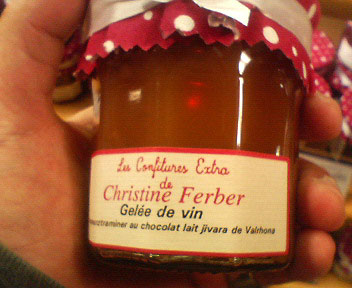 Les Confitures Extra
de
Christine Ferber
Gelée de vin
au chocolat lait jivara de Valrhona